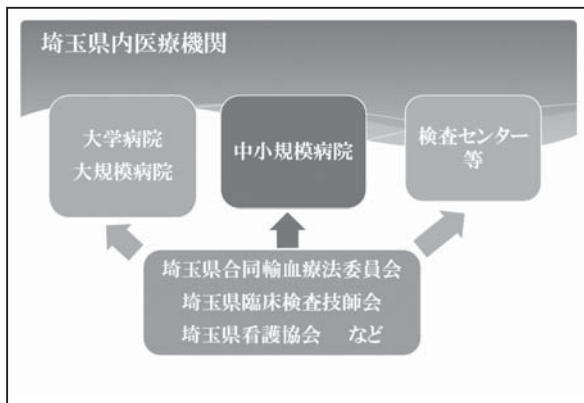 埼玉県内医療機関
大学病院
大規模病院
中小規模病院
検査センター
等
埼玉県合同輸血療法委員会
埼玉県臨床検査技師会
埼玉県看護協会 など